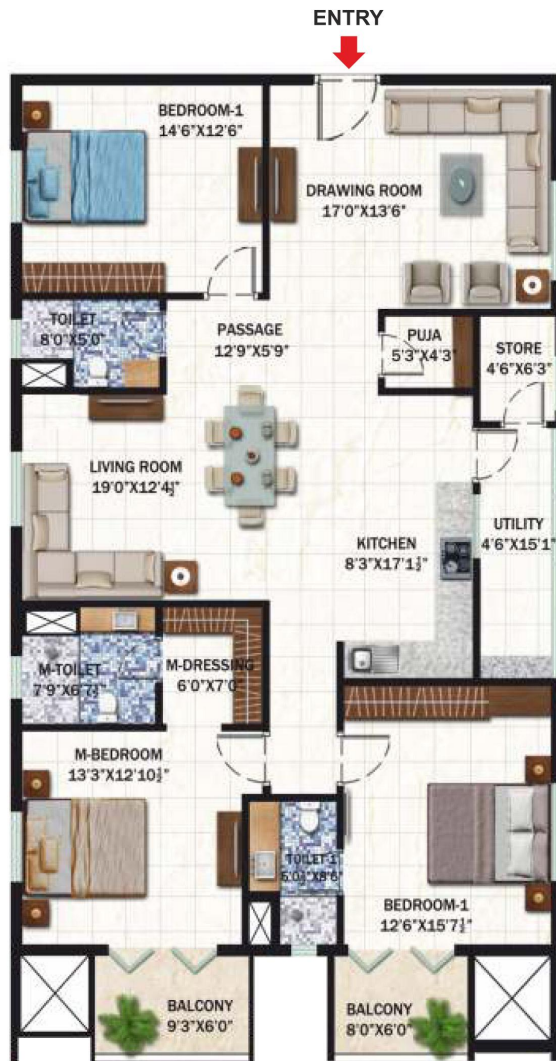 ENTRY
BEDROOM-1
14'6"X12'6"
DRAWING ROOM
17'0"X13'6"
TOILET
8'0"X5'0"
PASSAGE
12'9"X5'9"
PUJA
5'3"X4'3"
STORE
4'6"X6'3"
LIVING ROOM
19'0"X12'4½"
KITCHEN
8'3"X17'1½"
UTILITY
4'6"X15'1"
M-TOILET
7'9"X6'7½"
M-DRESSING
6'0"X7'0"
M-BEDROOM
13'3"X12'10½"
TOILET-1
5'0½"X8'6"
BEDROOM-1
12'6"X15'7½"
BALCONY
9'3"X6'0"
BALCONY
8'0"X6'0"